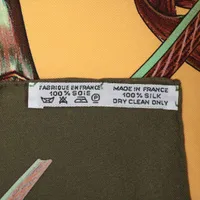 FABRIQUE EN FRANCE
100% SOIE
MADE IN FRANCE
100% SILK
DRY CLEAN ONLY